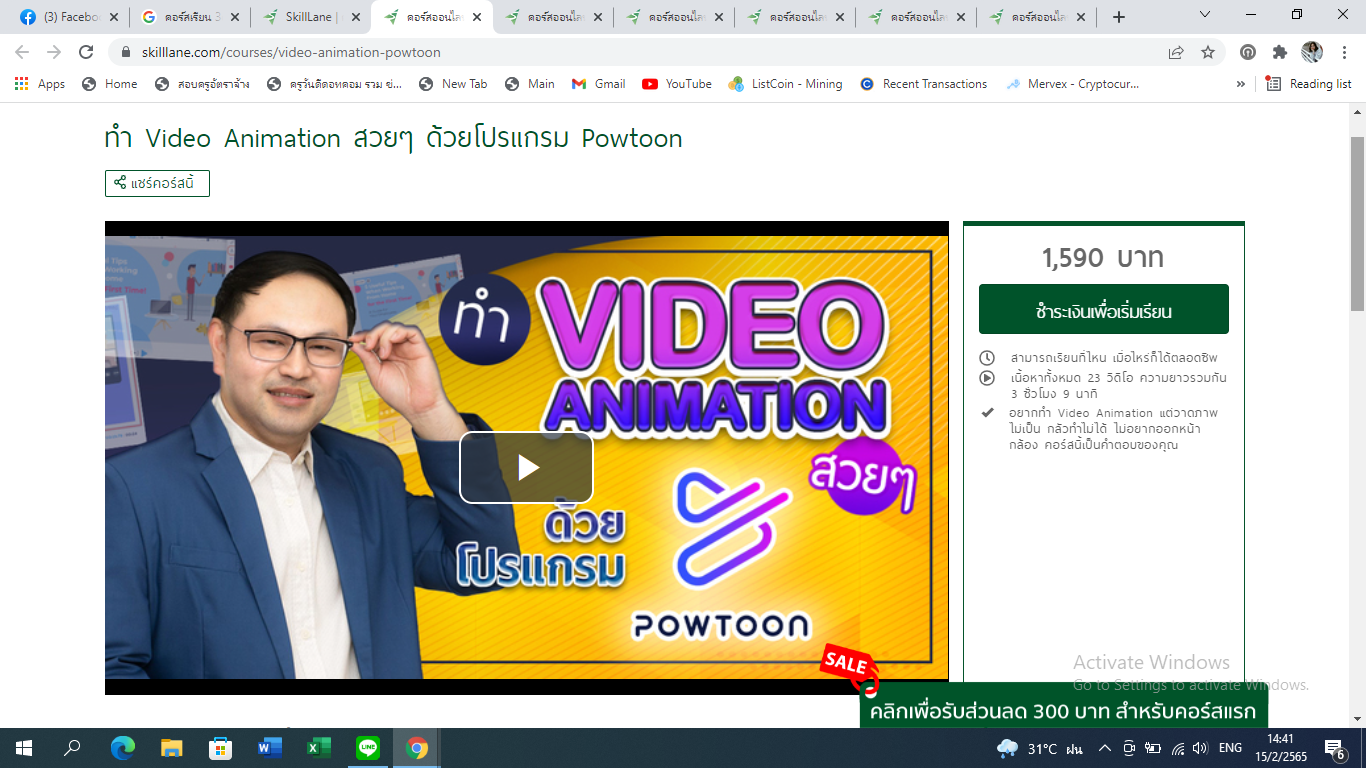 (3) Faceboo
คอร์สเรียน 3
SkillLane |
คอร์สออนไล
คอร์สออนไล
คอร์สออนไล
คอร์สออนไล
คอร์สออนไล
คอร์สออนไล
skilllane.com/courses/video-animation-powtoon
Apps
Home
สอบครูอัตราจ้าง
ครูวันดีดอทคอม รวม ข่...
New Tab
Main
Gmail
YouTube
ListCoin - Mining
Recent Transactions
Mervex - Cryptocur...
»
Reading list
ทำ Video Animation สวยๆ ด้วยโปรแกรม Powtoon
แชร์คอร์สนี้
ทำ
VIDEO
ANIMATION
สวยๆ
ด้วย
โปรแกรม
POWTOON
1,590 บาท
ชำระเงินเพื่อเริ่มเรียน
สามารถเรียนที่ไหน เมื่อไหร่ก็ได้ตลอดชีพ
เนื้อหาทั้งหมด 23 วิดีโอ ความยาวรวมกัน
3 ชั่วโมง 9 นาที
อยากทำ Video Animation แต่วาดภาพ
ไม่เป็น กลัวทำไม่ได้ ไม่อยากออกหน้า
กล้อง คอร์สนี้เป็นคำตอบของคุณ
Activate Windows
Go to Settings to activate Windows.
SALE
คลิกเพื่อรับส่วนลด 300 บาท สำหรับคอร์สแรก
31°C ฝน
ENG
14:41
15/2/2565
6